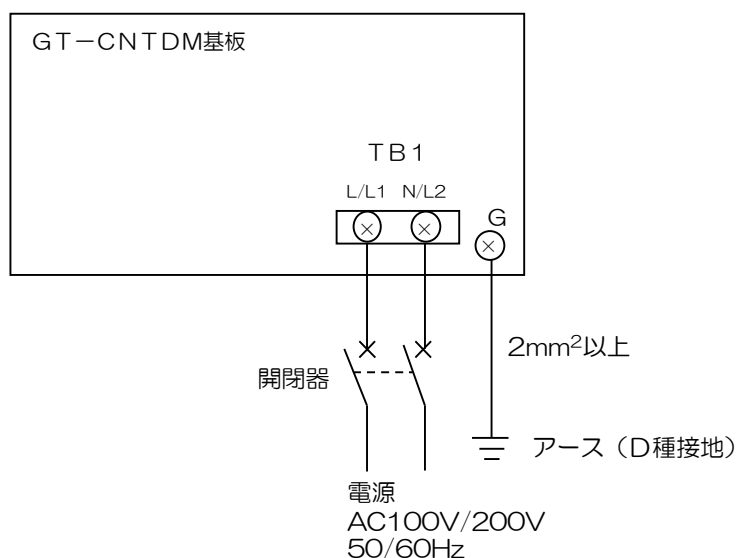 GT－CNTDM基板
TB1
L/L1 N/L2
G
2mm²以上
開閉器
アース（D種接地）
電源
AC100V/200V
50/60Hz